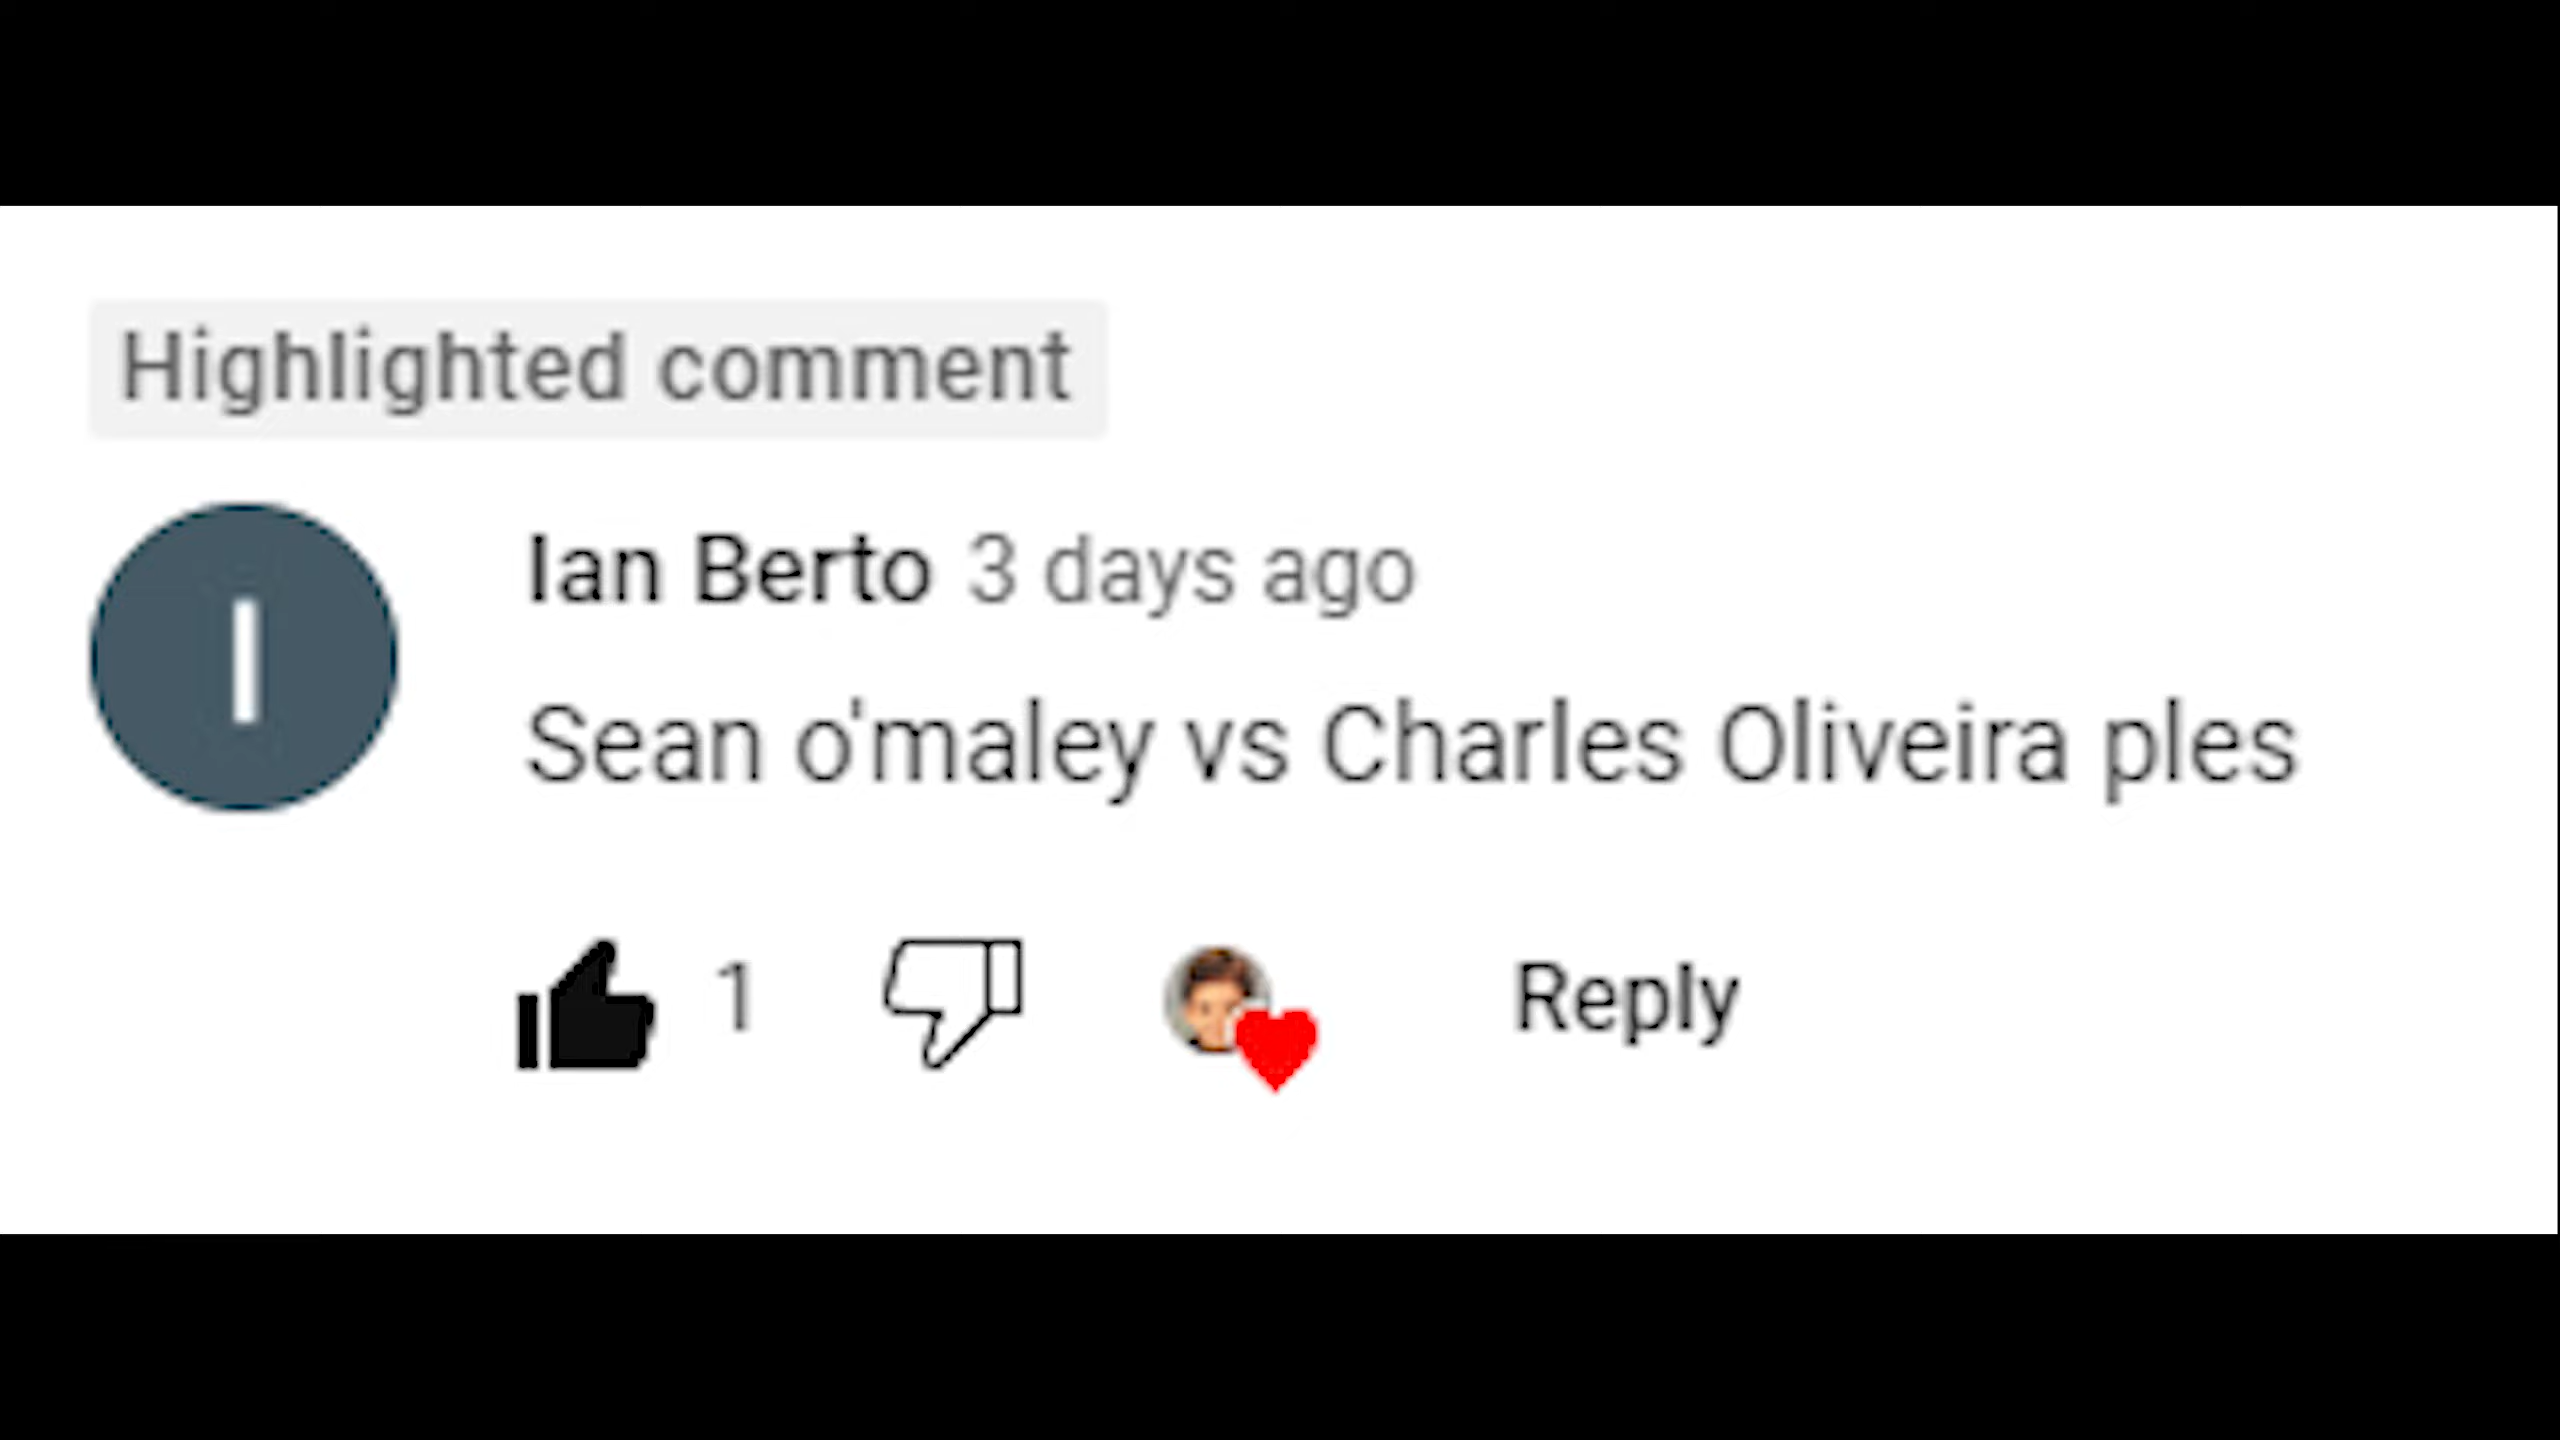 Highlighted comment
I
Ian Berto 3 days ago
Sean o'maley vs Charles Oliveira ples
1 Reply